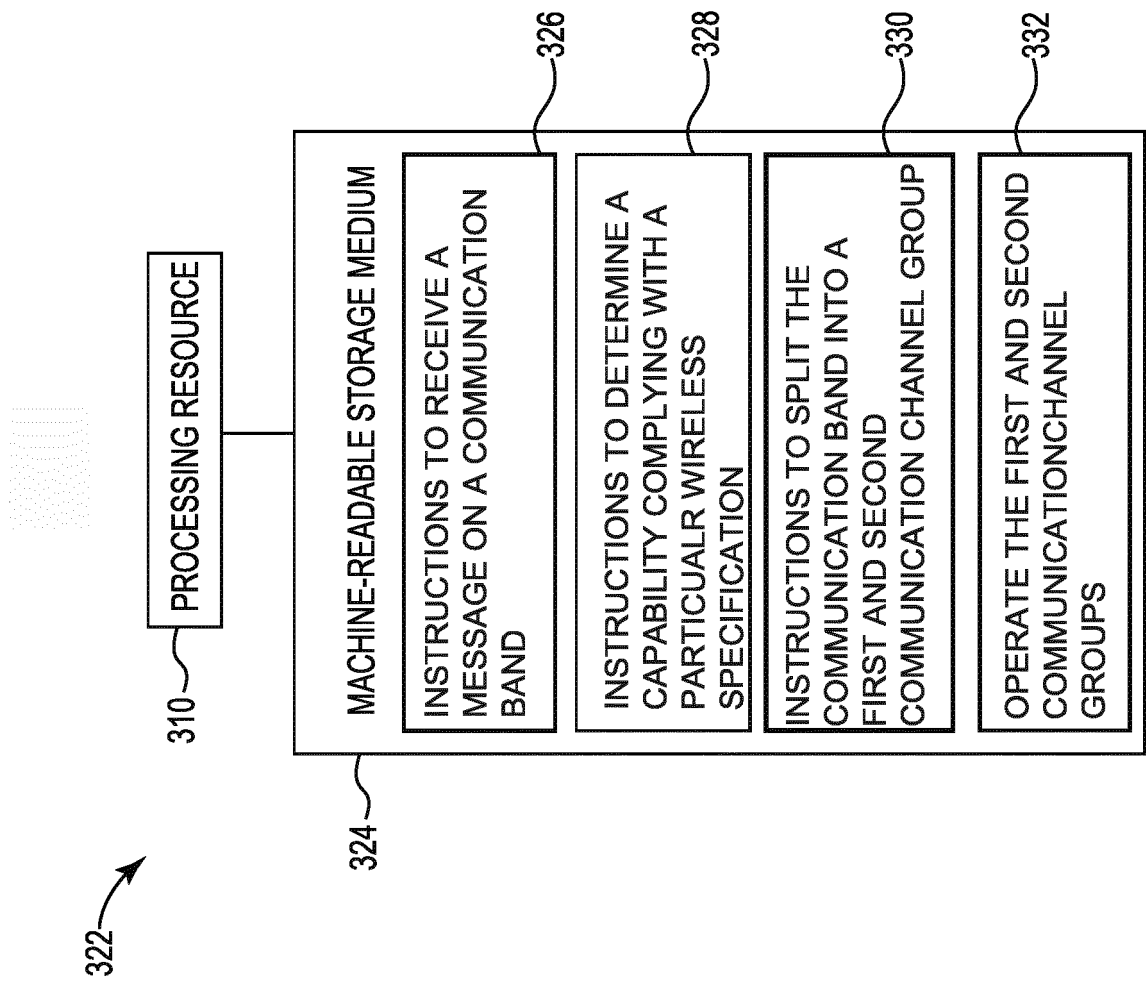 322
310
PROCESSING RESOURCE
324
MACHINE-READABLE STORAGE MEDIUM
INSTRUCTIONS TO RECEIVE A
MESSAGE ON A COMMUNICATION
BAND
326
INSTRUCTIONS TO DETERMINE A
CAPABILITY COMPLYING WITH A
PARTICUALR WIRELESS
SPECIFICATION
328
INSTRUCTIONS TO SPLIT THE
COMMUNICATION BAND INTO A
FIRST AND SECOND
COMMUNICATION CHANNEL GROUP
330
OPERATE THE FIRST AND SECOND
COMMUNICATIONCHANNEL
GROUPS
332